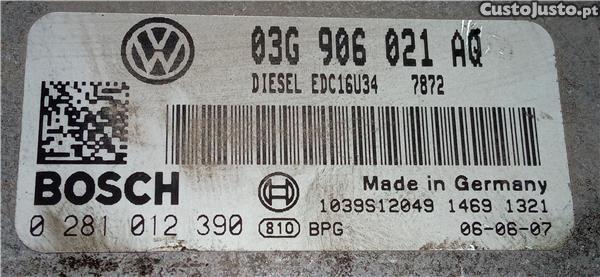 CustoJusto.pt
03G 906 021 AQ
DIESEL EDC16U34 7872
BOSCH
Made in Germany
1039S12049 1469 1321
0 281 012 390 810 BPG 06-06-07